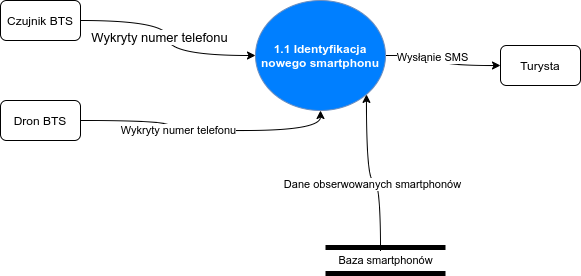 Czujnik BTS
Wykryty numer telefonu
1.1 Identyfikacja
nowego smartphonu
Wysłąnie SMS
Turysta
Dron BTS
Wykryty numer telefonu
Dane obserwowanych smartphonów
Baza smartphonów